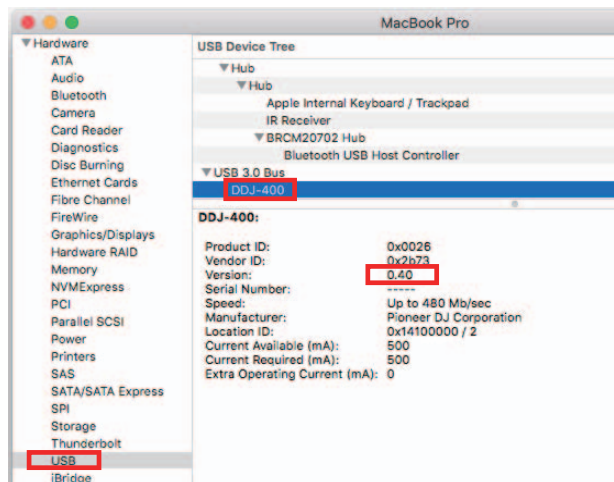 MacBook Pro
Hardware
ATA
Audio
Bluetooth
Camera
Card Reader
Diagnostics
Disc Burning
Ethernet Cards
Fibre Channel
FireWire
Graphics/Displays
Hardware RAID
Memory
NVMExpress
PCI
Parallel SCSI
Power
Printers
SAS
SATA/SATA Express
SPI
Storage
Thunderbolt
USB
iBridge
USB Device Tree
Hub
Hub
Apple Internal Keyboard / Trackpad
IR Receiver
BRCM20702 Hub
Bluetooth USB Host Controller
USB 3.0 Bus
DDJ-400
DDJ-400:
Product ID: 0x0026
Vendor ID: 0x2b73
Version: 0.40
Serial Number: -----
Speed: Up to 480 Mb/sec
Manufacturer: Pioneer DJ Corporation
Location ID: 0x14100000 / 2
Current Available (mA): 500
Current Required (mA): 500
Extra Operating Current (mA): 0